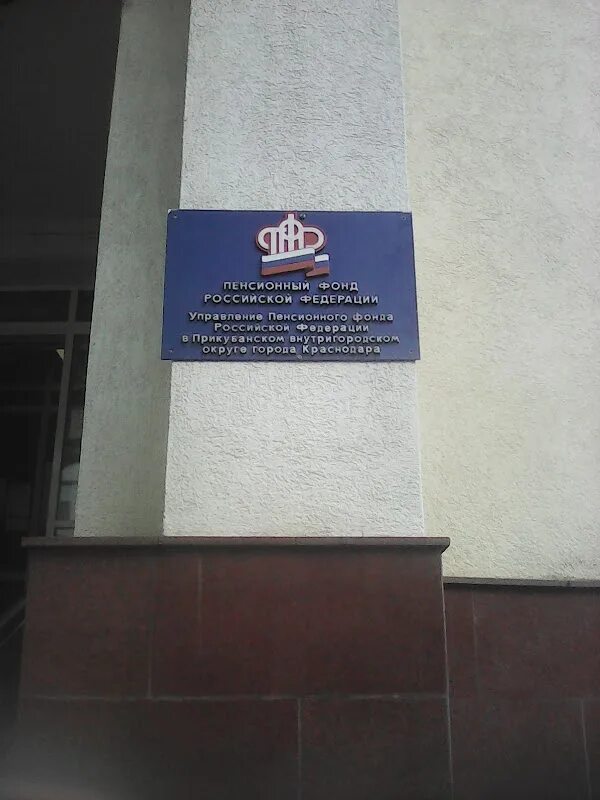 ПФР
ПЕНСИОННЫЙ ФОНД
РОССИЙСКОЙ ФЕДЕРАЦИИ
Управление Пенсионного фонда
Российской Федерации
в Прикубанском внутригородском
округе города Краснодара